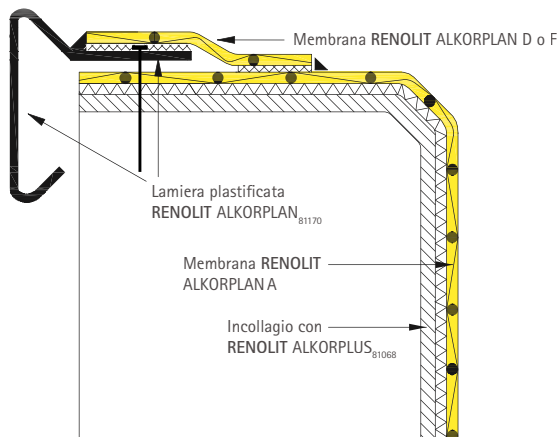 Membrana RENOLIT ALKORPLAN D o F
Lamiera plastificata
RENOLIT ALKORPLAN81170
Membrana RENOLIT
ALKORPLAN A
Incollagio con
RENOLIT ALKORPLUS81068